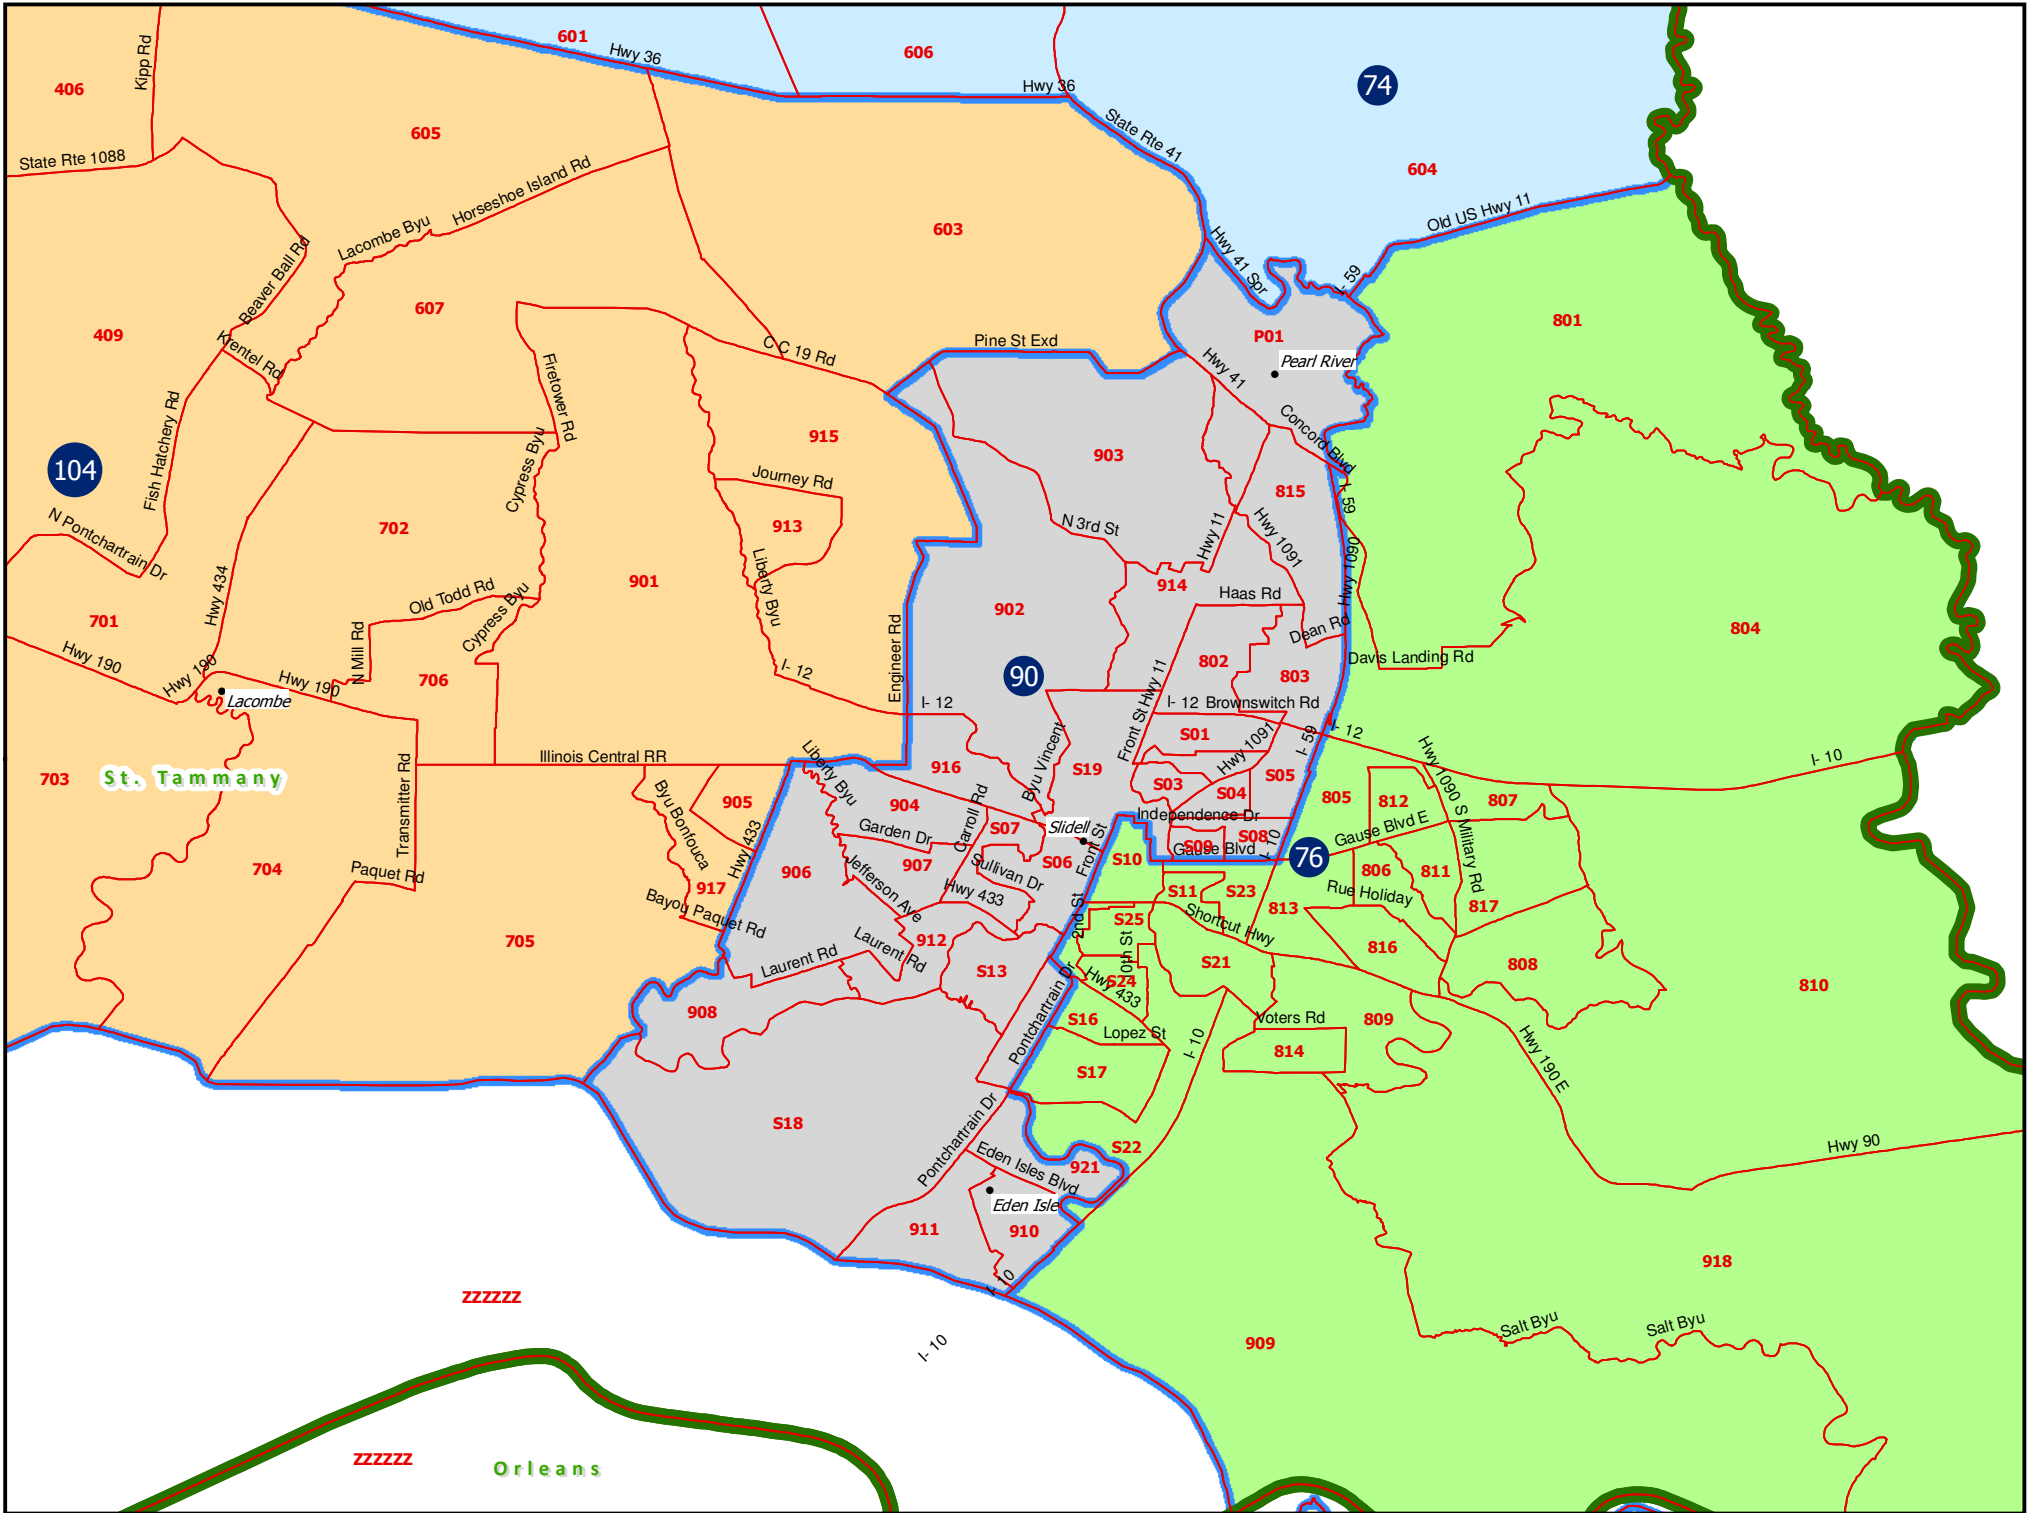 601
Hwy 36
606
74
Kipp Rd
406
Hwy 36
605
State Rte 41
State Rte 1088
604
Horseshoe Island Rd
Lacombe Byu
Old US Hwy 11
603
Hwy 41 Spr
Beaver Ball Rd
I- 59
607
801
409
Krentel Rd
P01
Pine St Exd
C C 19 Rd
Pearl River
Hwy 41
Firetower Rd
Fish Hatchery Rd
915
Concord Blvd
903
104
Cypress Byu
Journey Rd
815
I- 59
N Pontchartrain Dr
702
913
N 3rd St
Hwy 11
Hwy 1091
Hwy 434
901
Liberty Byu
914
Hwy 1090
Old Todd Rd
902
Haas Rd
701
Cypress Byu
Dean Rd
804
N Mill Rd
Engineer Rd
Hwy 190
Davis Landing Rd
Hwy 190
Hwy 190
706
I- 12
90
802
803
Lacombe
I- 12
Front St Hwy 11
I- 12
Brownswitch Rd
S01
I- 12
Illinois Central RR
Liberty Byu
Byu Vincent
Hwy 1091
I- 59
Hwy 1090
I- 10
703
St. Tammany
Transmitter Rd
916
S19
S03
S05
S04
805
812
807
Byu Bonfouca
905
904
Carroll Rd
Independence Dr
S Military Rd
Hwy 433
Garden Dr
S07
Slidell
Front St
S08
S09
Gause Blvd
Gause Blvd E
I- 10
76
704
Paquet Rd
906
907
S06
S10
806
811
917
Jefferson Ave
Sullivan Dr
S11
S23
Rue Holiday
Hwy 433
813
817
Bayou Paquet Rd
2nd St
S25
Shortcut Hwy
705
912
816
Laurent Rd
Laurent Rd
S13
S21
808
S24
Hwy 433
810
908
Pontchartrain Dr
S16
Voters Rd
809
Lopez St
I- 10
814
Hwy 190 E
S17
S18
Pontchartrain Dr
S22
Hwy 90
Eden Isles Blvd
921
Eden Isle
911
910
918
I- 10
zzzzzz
Salt Byu
Salt Byu
I- 10
909
zzzzzz
Orleans